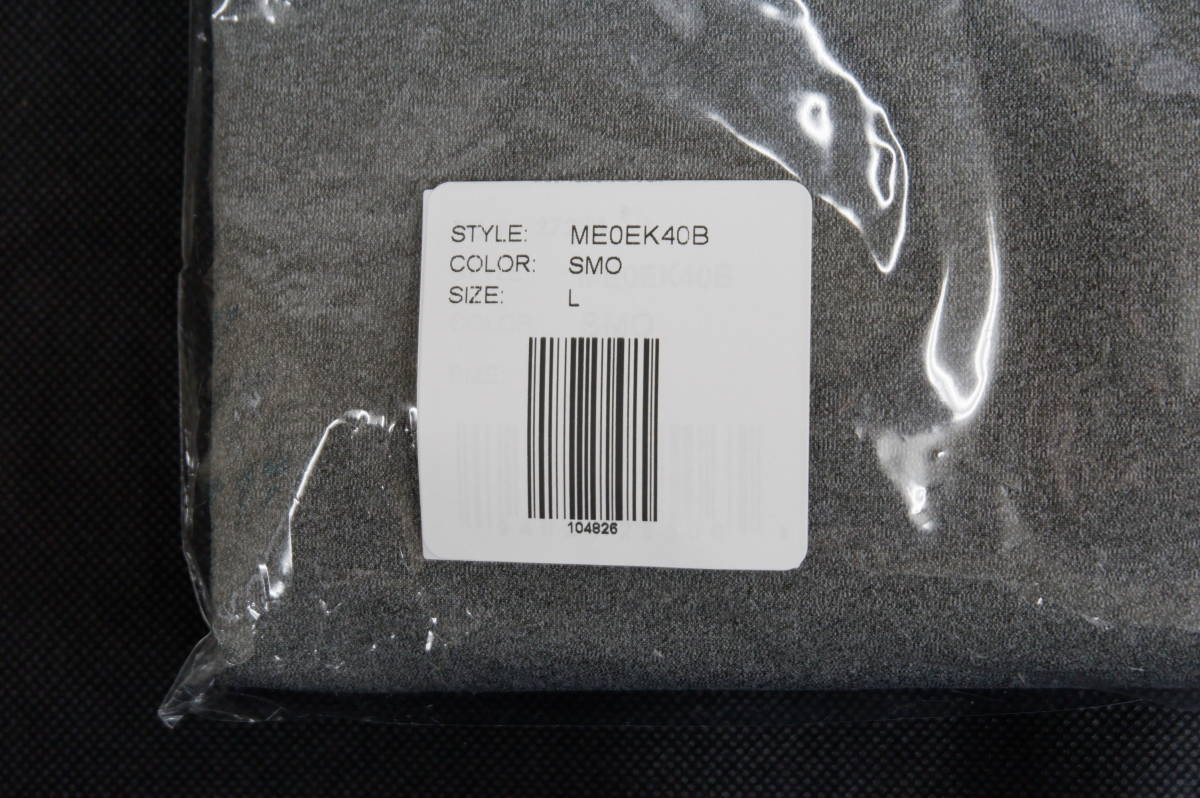 STYLE: ME0EK40B
COLOR: SMO
SIZE: L
104826